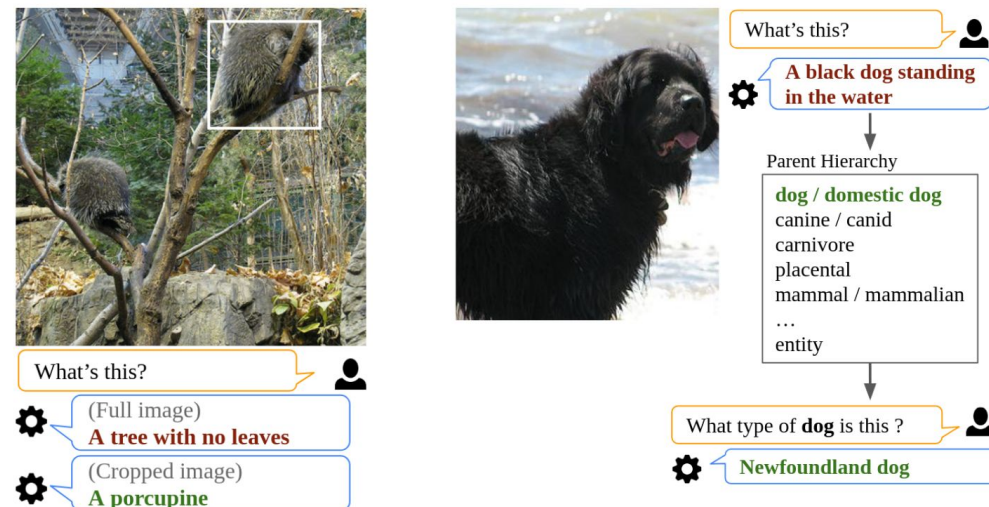 What's this?
(Full image)
A tree with no leaves
(Cropped image)
A porcupine
What's this?
A black dog standing
in the water
Parent Hierarchy
dog / domestic dog
canine / canid
carnivore
placental
mammal / mammalian
…
entity
What type of dog is this ?
Newfoundland dog